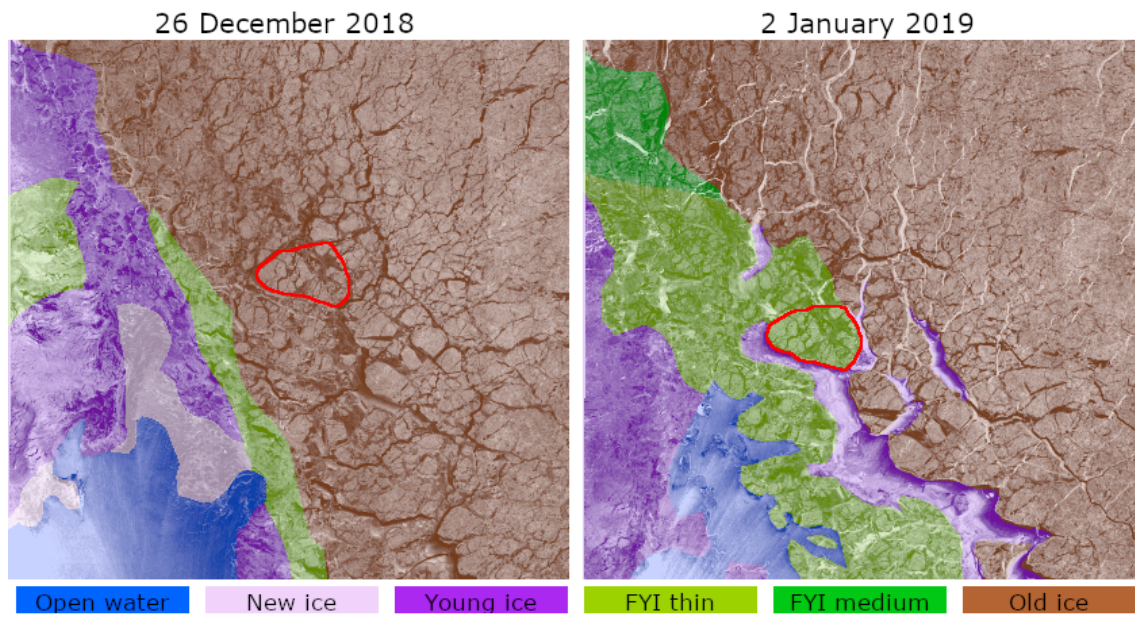 26 December 2018
2 January 2019
Open water
New ice
Young ice
FYI thin
FYI medium
Old ice